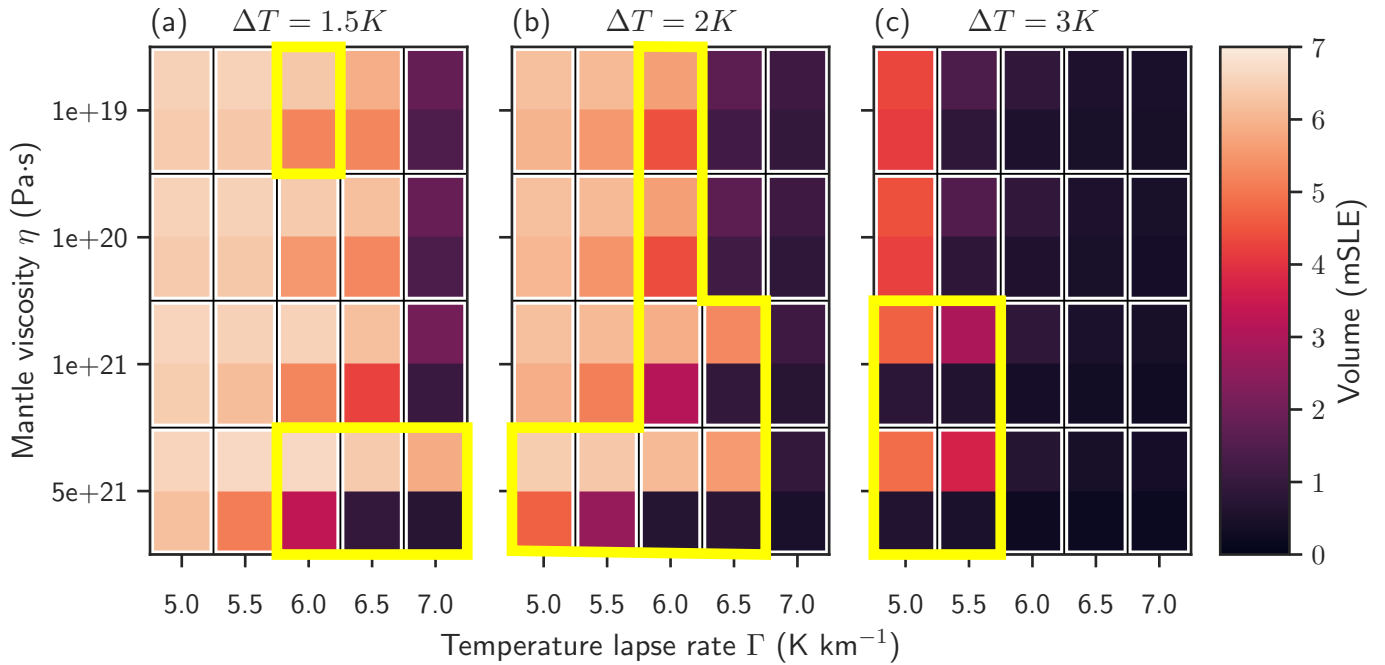 (a) ΔT = 1.5K
(b) ΔT = 2K
(c) ΔT = 3K
Mantle viscosity η (Pa·s)
1e+19
1e+20
1e+21
5e+21
5.0 5.5 6.0 6.5 7.0
5.0 5.5 6.0 6.5 7.0
5.0 5.5 6.0 6.5 7.0
Temperature lapse rate Γ (K km⁻¹)
7
6
5
4
3
2
1
0
Volume (mSLE)